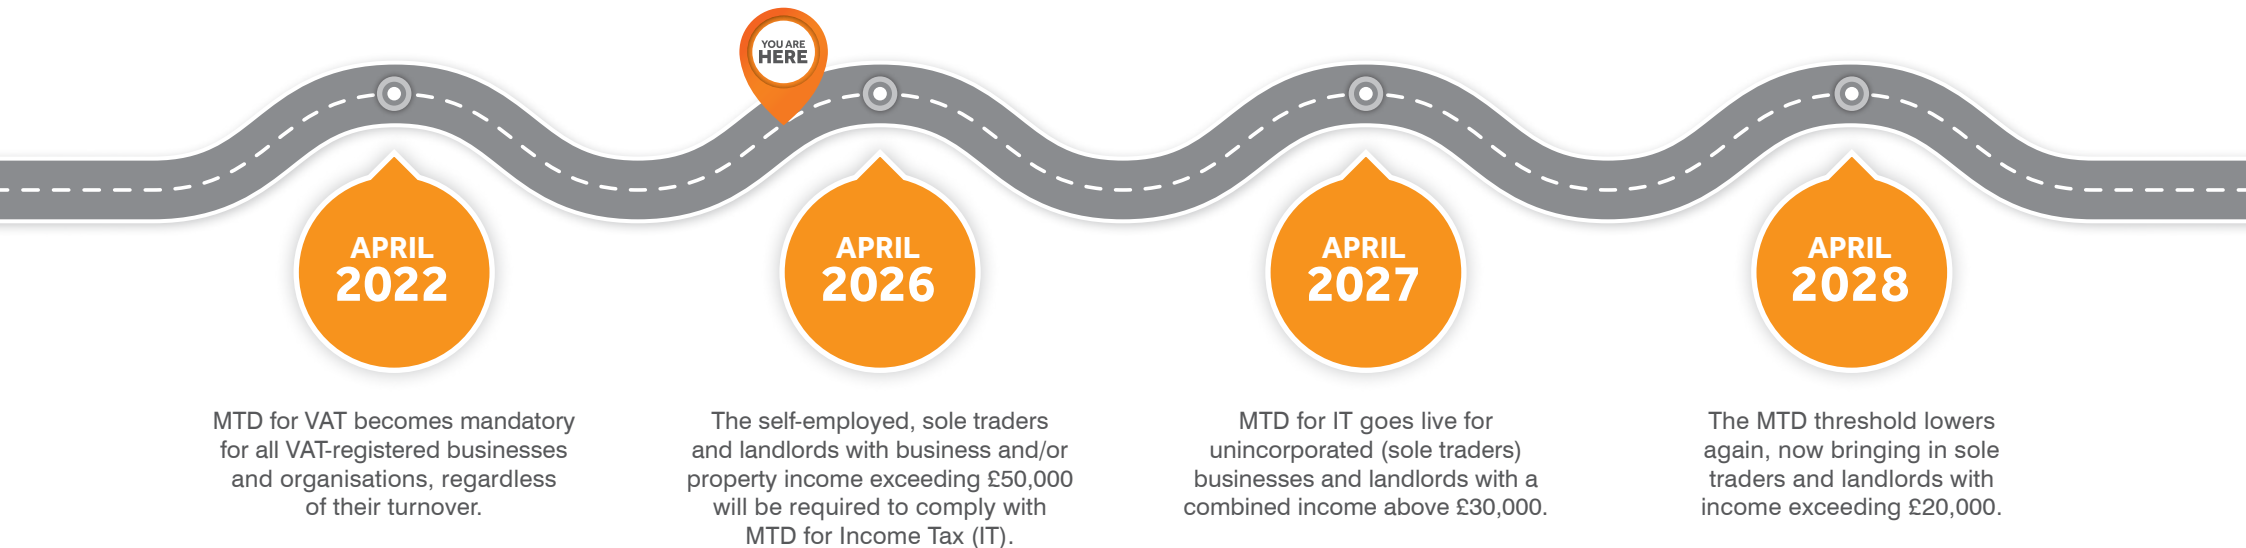 YOU ARE
HERE
APRIL
2022
APRIL
2026
APRIL
2027
APRIL
2028
MTD for VAT becomes mandatory
for all VAT-registered businesses
and organisations, regardless
of their turnover.
The self-employed, sole traders
and landlords with business and/or
property income exceeding £50,000
will be required to comply with
MTD for Income Tax (IT).
MTD for IT goes live for
unincorporated (sole traders)
businesses and landlords with a
combined income above £30,000.
The MTD threshold lowers
again, now bringing in sole
traders and landlords with
income exceeding £20,000.